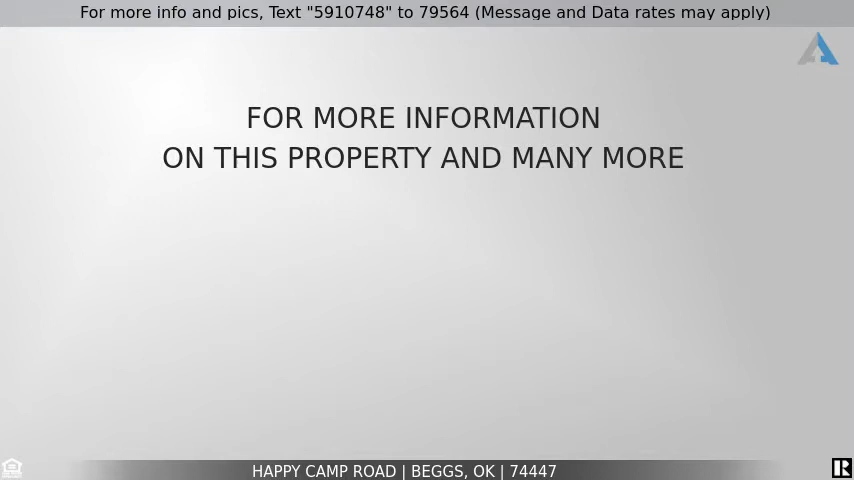 For more info and pics, Text "5910748" to 79564 (Message and Data rates may apply)
FOR MORE INFORMATION
ON THIS PROPERTY AND MANY MORE
HAPPY CAMP ROAD | BEGGS, OK | 74447